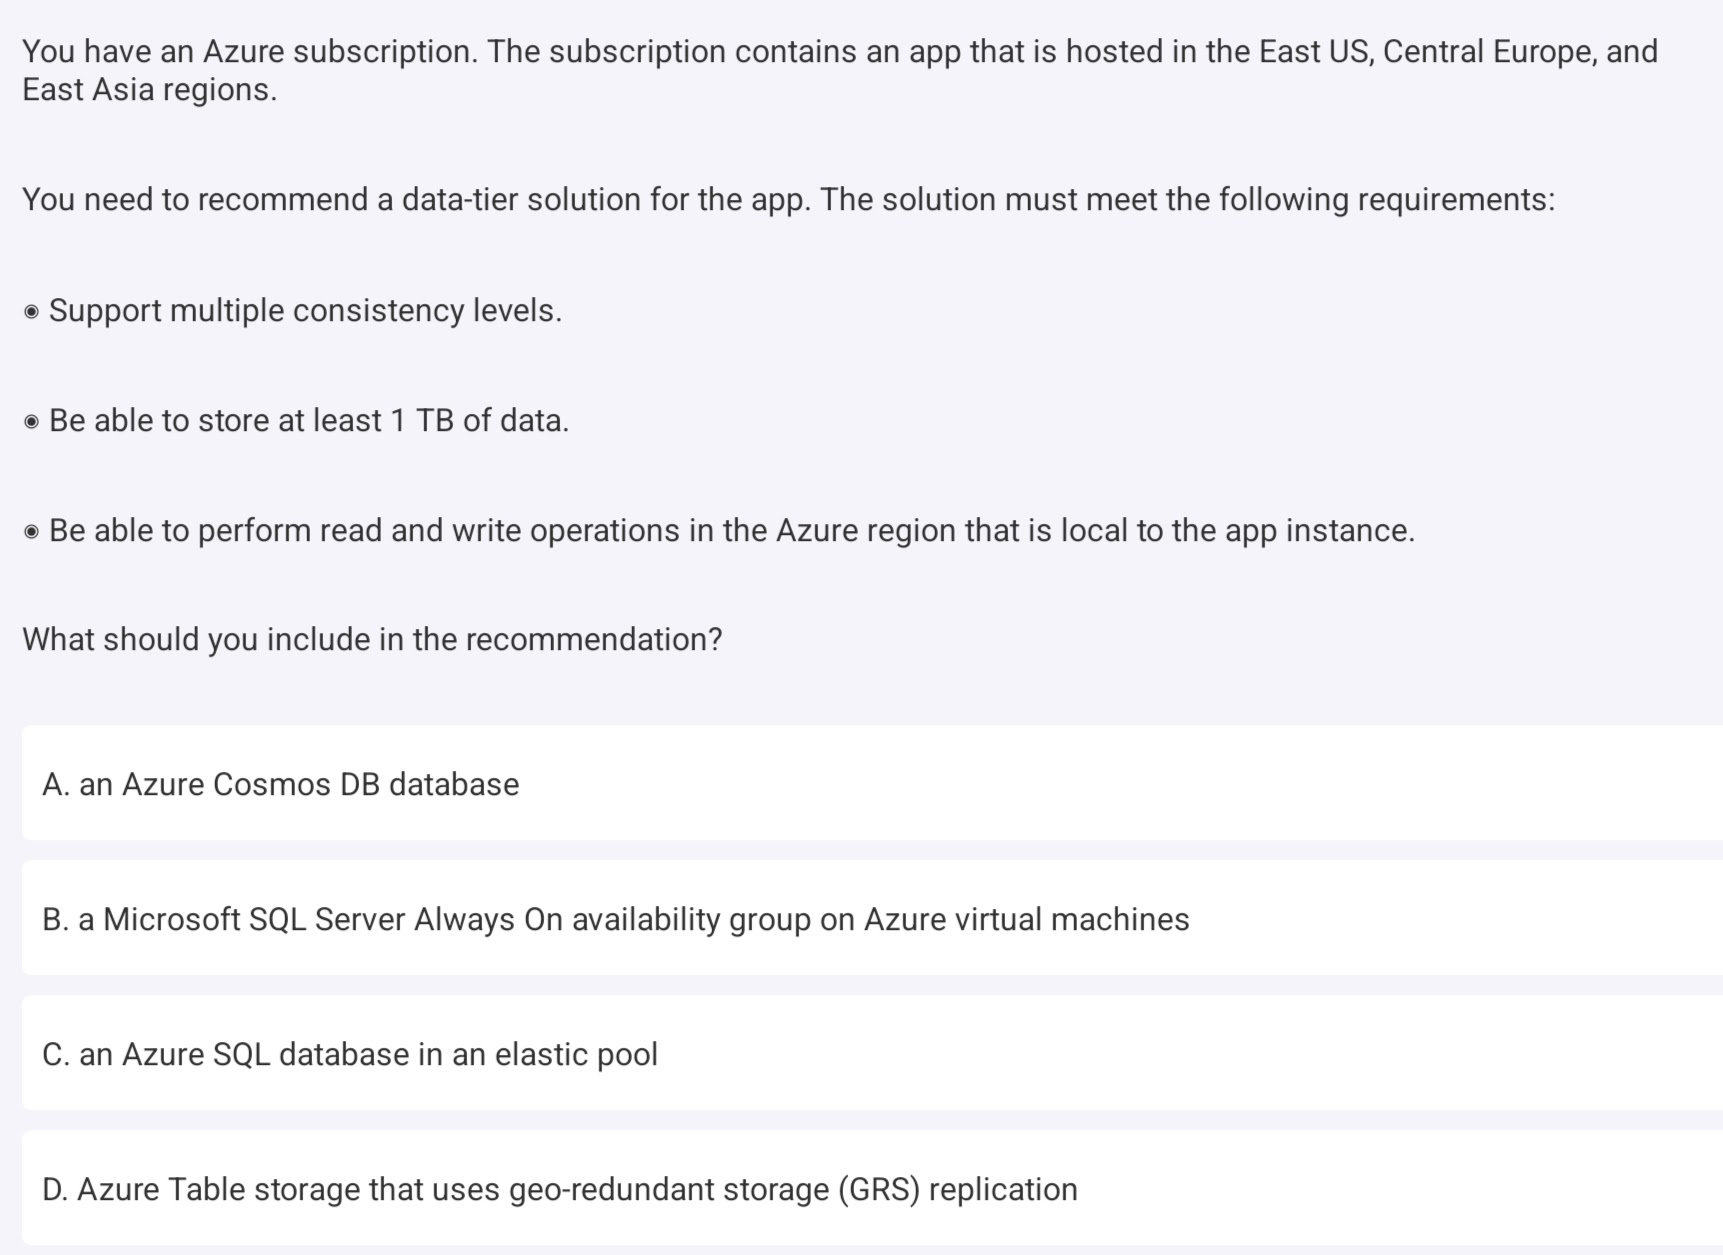 You have an Azure subscription. The subscription contains an app that is hosted in the East US, Central Europe, and
East Asia regions.
You need to recommend a data-tier solution for the app. The solution must meet the following requirements:
◉ Support multiple consistency levels.
◉ Be able to store at least 1 TB of data.
◉ Be able to perform read and write operations in the Azure region that is local to the app instance.
What should you include in the recommendation?
A. an Azure Cosmos DB database
B. a Microsoft SQL Server Always On availability group on Azure virtual machines
C. an Azure SQL database in an elastic pool
D. Azure Table storage that uses geo-redundant storage (GRS) replication